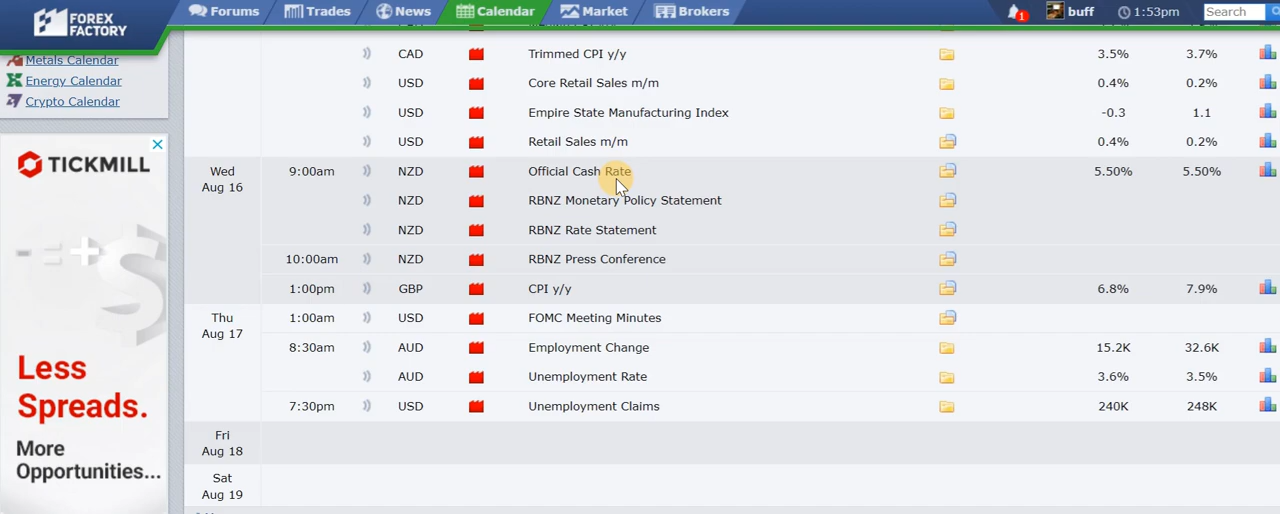 FOREX FACTORY
Forums Trades News Calendar Market Brokers 1 buff 1:53pm Search
Metals Calendar
Energy Calendar
Crypto Calendar
TICKMILL
Less
Spreads.
More
Opportunities...
CAD Trimmed CPI y/y 3.5% 3.7%
USD Core Retail Sales m/m 0.4% 0.2%
USD Empire State Manufacturing Index -0.3 1.1
USD Retail Sales m/m 0.4% 0.2%
Wed Aug 16 9:00am NZD Official Cash Rate 5.50% 5.50%
NZD RBNZ Monetary Policy Statement
NZD RBNZ Rate Statement
10:00am NZD RBNZ Press Conference
1:00pm GBP CPI y/y 6.8% 7.9%
Thu Aug 17 1:00am USD FOMC Meeting Minutes
8:30am AUD Employment Change 15.2K 32.6K
AUD Unemployment Rate 3.6% 3.5%
7:30pm USD Unemployment Claims 240K 248K
Fri Aug 18
Sat Aug 19